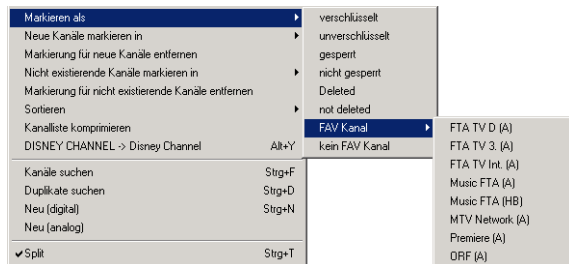 Markieren als
Neue Kanäle markieren in
Markierung für neue Kanäle entfernen
Nicht existierende Kanäle markieren in
Markierung für nicht existierende Kanäle entfernen
Sortieren
Kanalliste komprimieren
DISNEY CHANNEL -> Disney Channel Alt+Y
Kanäle suchen Strg+F
Duplikate suchen Strg+D
Neu (digital) Strg+N
Neu (analog)
Split Strg+T
verschlüsselt
unverschlüsselt
gesperrt
nicht gesperrt
Deleted
not deleted
FAV Kanal
kein FAV Kanal
FTA TV D (A)
FTA TV 3. (A)
FTA TV Int. (A)
Music FTA (A)
Music FTA (HB)
MTV Network (A)
Premiere (A)
ORF (A)